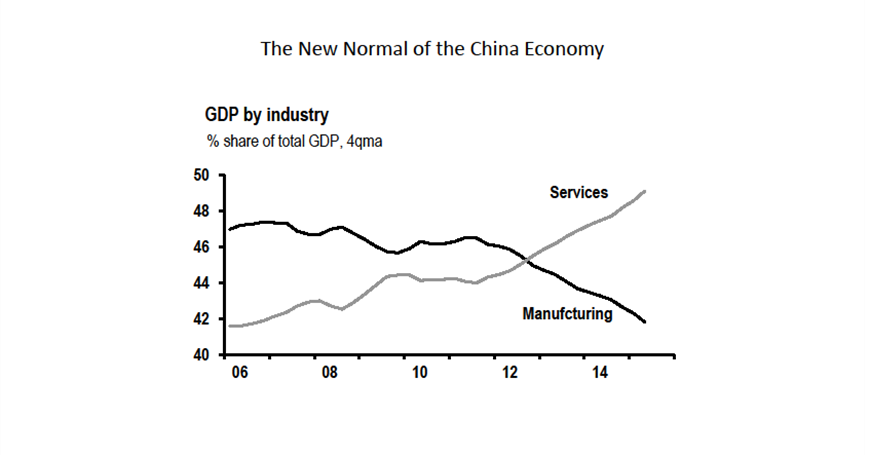 The New Normal of the China Economy
GDP by industry
% share of total GDP, 4qma
50
48
46
44
42
40
Services
Manufcturing
06 08 10 12 14